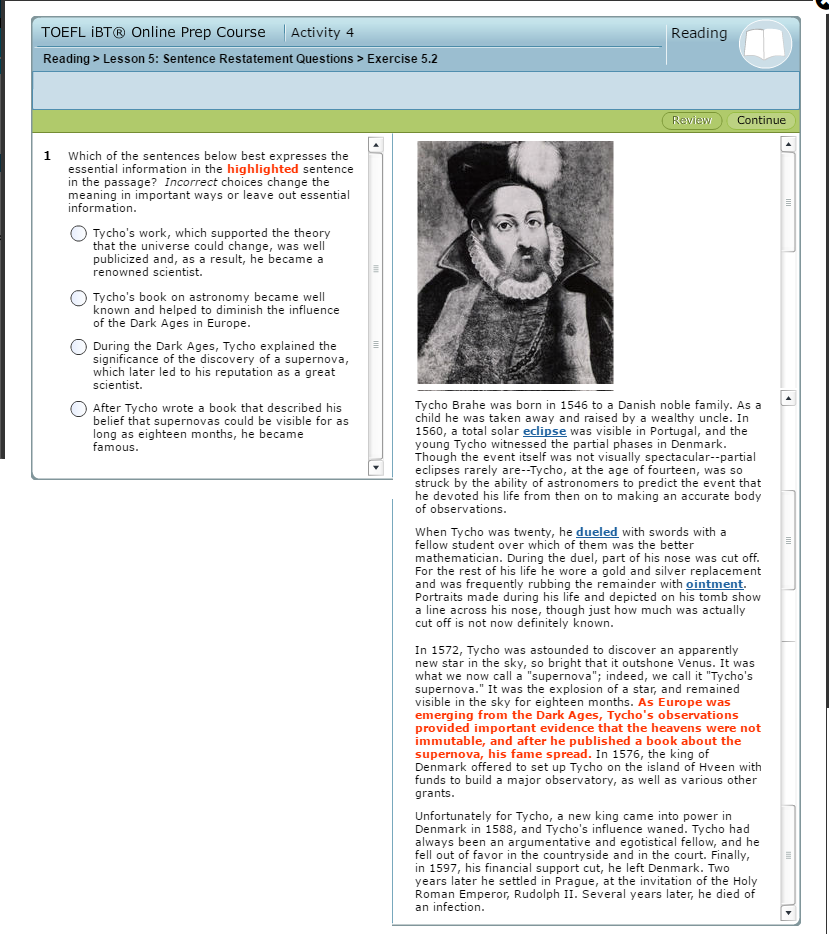 TOEFL iBT® Online Prep Course Activity 4 Reading
Reading > Lesson 5: Sentence Restatement Questions > Exercise 5.2
Review Continue
1 Which of the sentences below best expresses the
essential information in the highlighted sentence
in the passage? Incorrect choices change the
meaning in important ways or leave out essential
information.
Tycho's work, which supported the theory
that the universe could change, was well
publicized and, as a result, he became a
renowned scientist.
Tycho's book on astronomy became well
known and helped to diminish the influence
of the Dark Ages in Europe.
During the Dark Ages, Tycho explained the
significance of the discovery of a supernova,
which later led to his reputation as a great
scientist.
After Tycho wrote a book that described his
belief that supernovas could be visible for as
long as eighteen months, he became
famous.
Tycho Brahe was born in 1546 to a Danish noble family. As a
child he was taken away and raised by a wealthy uncle. In
1560, a total solar eclipse was visible in Portugal, and the
young Tycho witnessed the partial phases in Denmark.
Though the event itself was not visually spectacular--partial
eclipses rarely are--Tycho, at the age of fourteen, was so
struck by the ability of astronomers to predict the event that
he devoted his life from then on to making an accurate body
of observations.
When Tycho was twenty, he dueled with swords with a
fellow student over which of them was the better
mathematician. During the duel, part of his nose was cut off.
For the rest of his life he wore a gold and silver replacement
and was frequently rubbing the remainder with ointment.
Portraits made during his life and depicted on his tomb show
a line across his nose, though just how much was actually
cut off is not now definitely known.
In 1572, Tycho was astounded to discover an apparently
new star in the sky, so bright that it outshone Venus. It was
what we now call a "supernova"; indeed, we call it "Tycho's
supernova." It was the explosion of a star, and remained
visible in the sky for eighteen months. As Europe was
emerging from the Dark Ages, Tycho's observations
provided important evidence that the heavens were not
immutable, and after he published a book about the
supernova, his fame spread. In 1576, the king of
Denmark offered to set up Tycho on the island of Hveen with
funds to build a major observatory, as well as various other
grants.
Unfortunately for Tycho, a new king came into power in
Denmark in 1588, and Tycho's influence waned. Tycho had
always been an argumentative and egotistical fellow, and he
fell out of favor in the countryside and in the court. Finally,
in 1597, his financial support cut, he left Denmark. Two
years later he settled in Prague, at the invitation of the Holy
Roman Emperor, Rudolph II. Several years later, he died of
an infection.